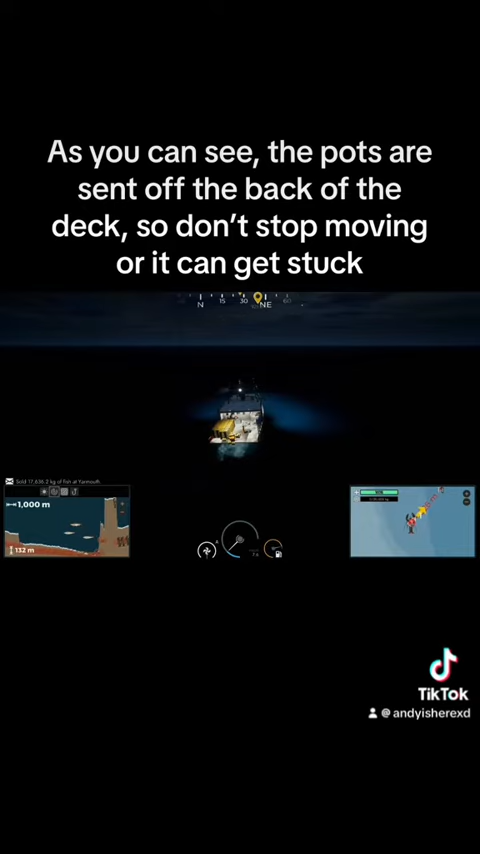 As you can see, the pots are
sent off the back of the
deck, so don't stop moving
or it can get stuck
N 15 30 NE 60
Sold 17,636.2 kg of fish at Yarmouth.
1,000 m
132 m
TikTok
@ andyisherexd